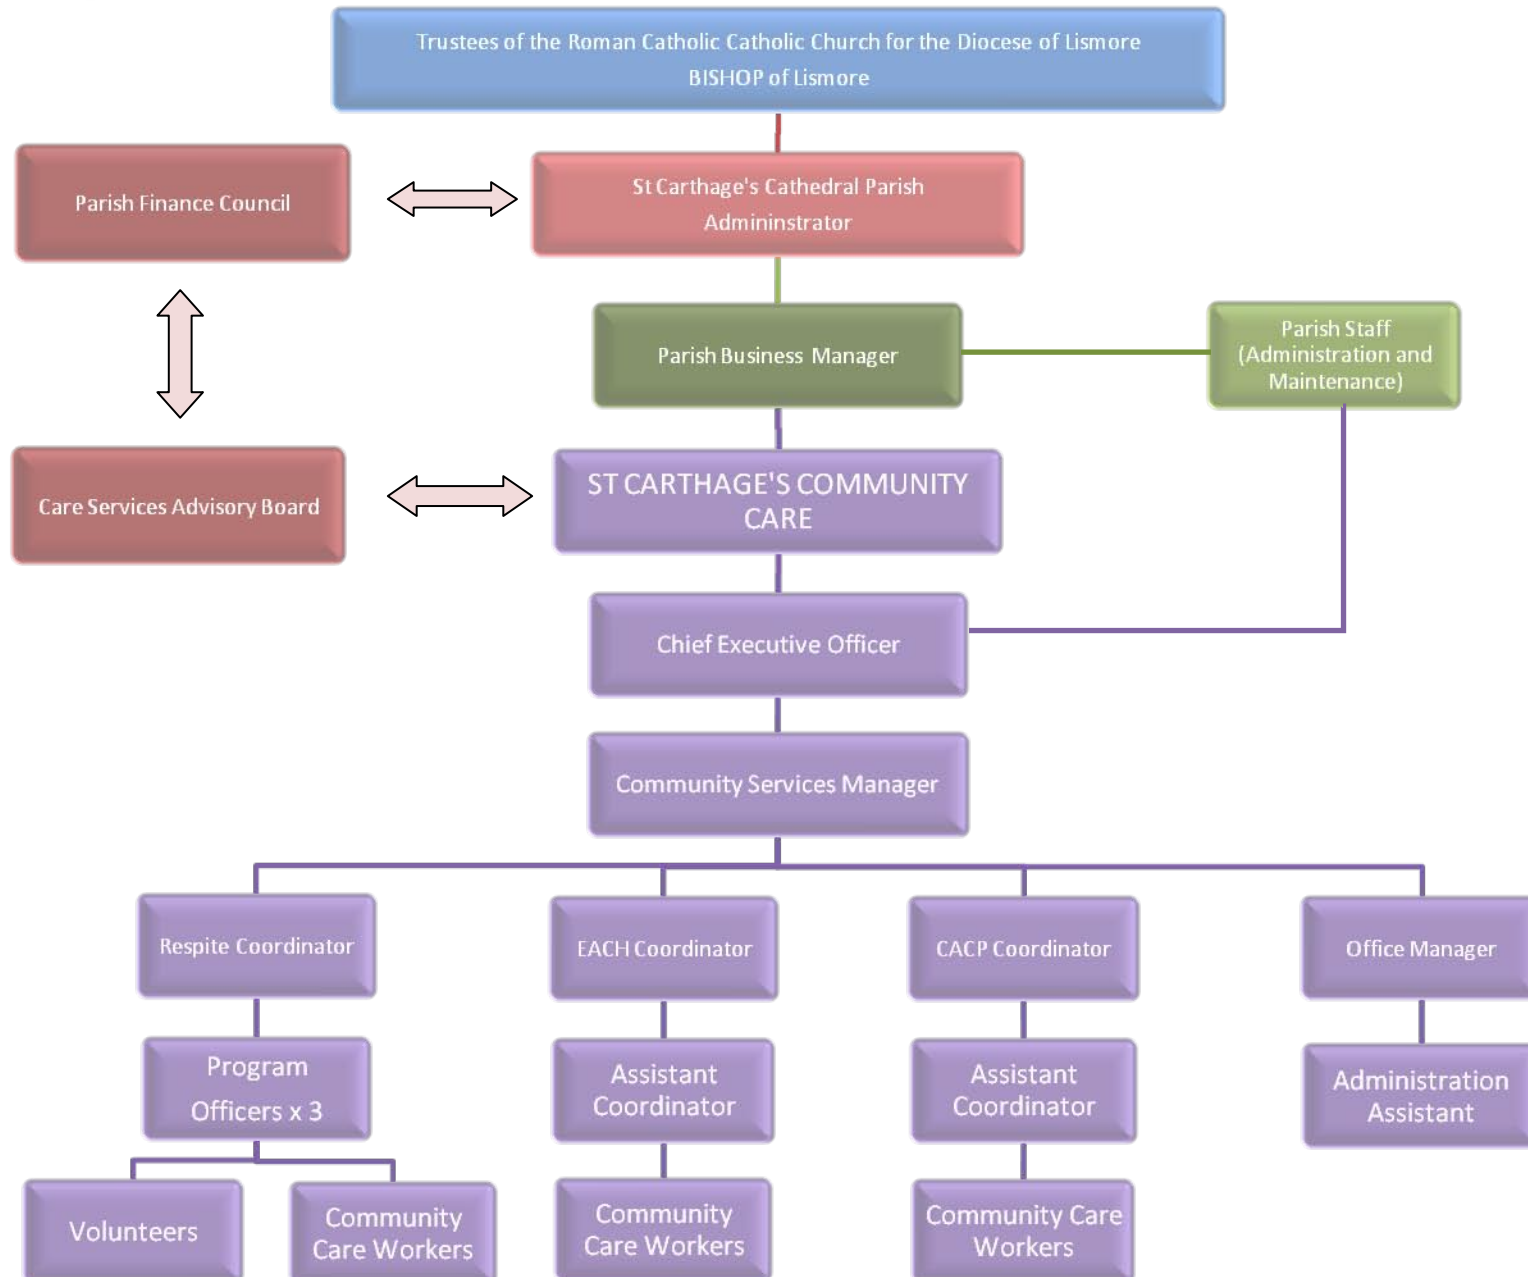 Trustees of the Roman Catholic Catholic Church for the Diocese of Lismore
BISHOP of Lismore
Parish Finance Council
St Carthage's Cathedral Parish
Admininstrator
Parish Business Manager
Parish Staff
(Administration and
Maintenance)
Care Services Advisory Board
ST CARTHAGE'S COMMUNITY
CARE
Chief Executive Officer
Community Services Manager
Respite Coordinator
EACH Coordinator
CACP Coordinator
Office Manager
Program
Officers x 3
Assistant
Coordinator
Assistant
Coordinator
Administration
Assistant
Volunteers
Community
Care Workers
Community
Care Workers
Community Care
Workers